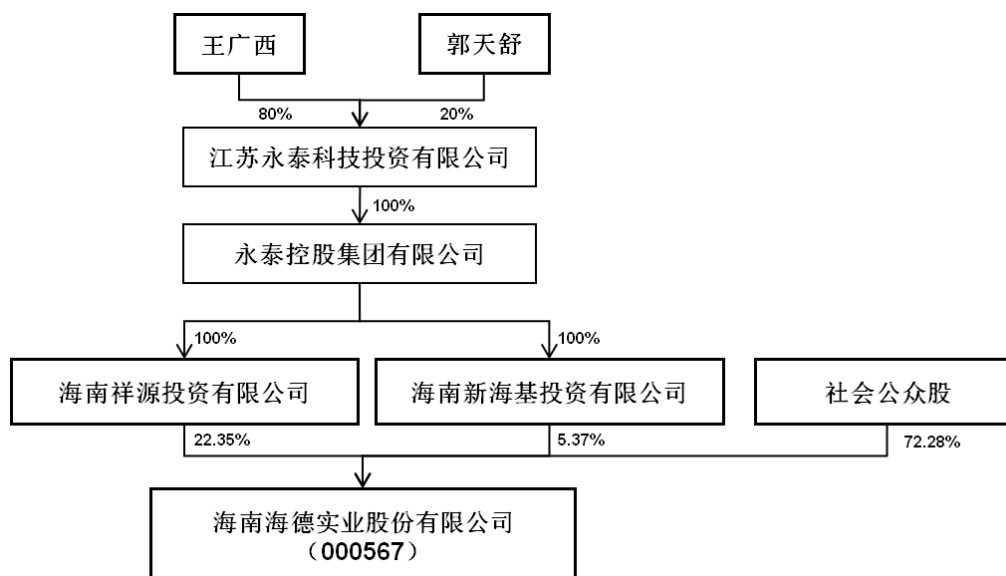 王广西
郭天舒
80%
20%
江苏永泰科技投资有限公司
100%
永泰控股集团有限公司
100%
100%
海南祥源投资有限公司
海南新海基投资有限公司
社会公众股
22.35%
5.37%
72.28%
海南海德实业股份有限公司
（000567）